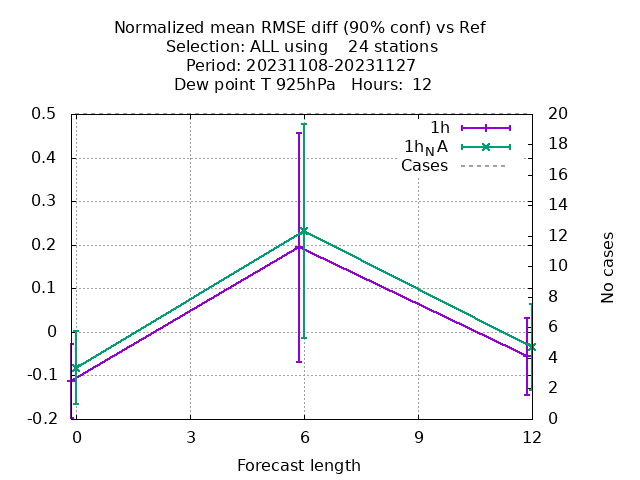 Normalized mean RMSE diff (90% conf) vs Ref
Selection: ALL using    24 stations
Period: 20231108-20231127
Dew point T 925hPa   Hours:  12
1h
1h_NA
Cases
0.5
0.4
0.3
0.2
0.1
0
-0.1
-0.2
20
18
16
14
12
10
8
6
4
2
0
No cases
0 3 6 9 12
Forecast length